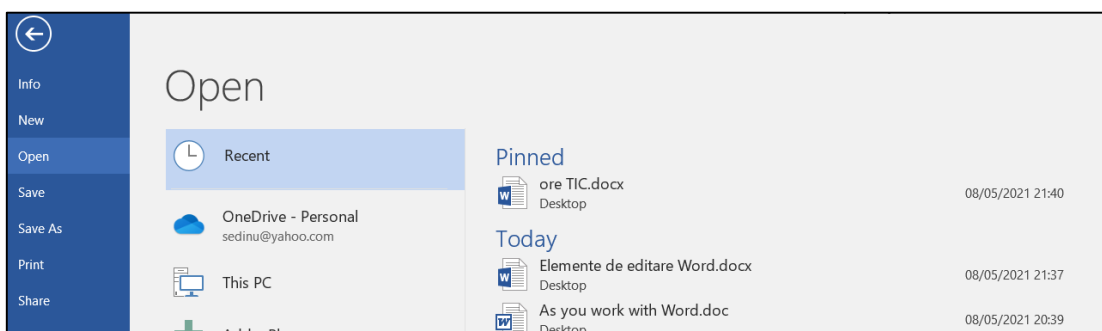 Info
New
Open
Save
Save As
Print
Share
Open
Recent
OneDrive - Personal
sedinu@yahoo.com
This PC
Pinned
ore TIC.docx
Desktop
08/05/2021 21:40
Today
Elemente de editare Word.docx
Desktop
08/05/2021 21:37
As you work with Word.doc
Desktop
08/05/2021 20:39